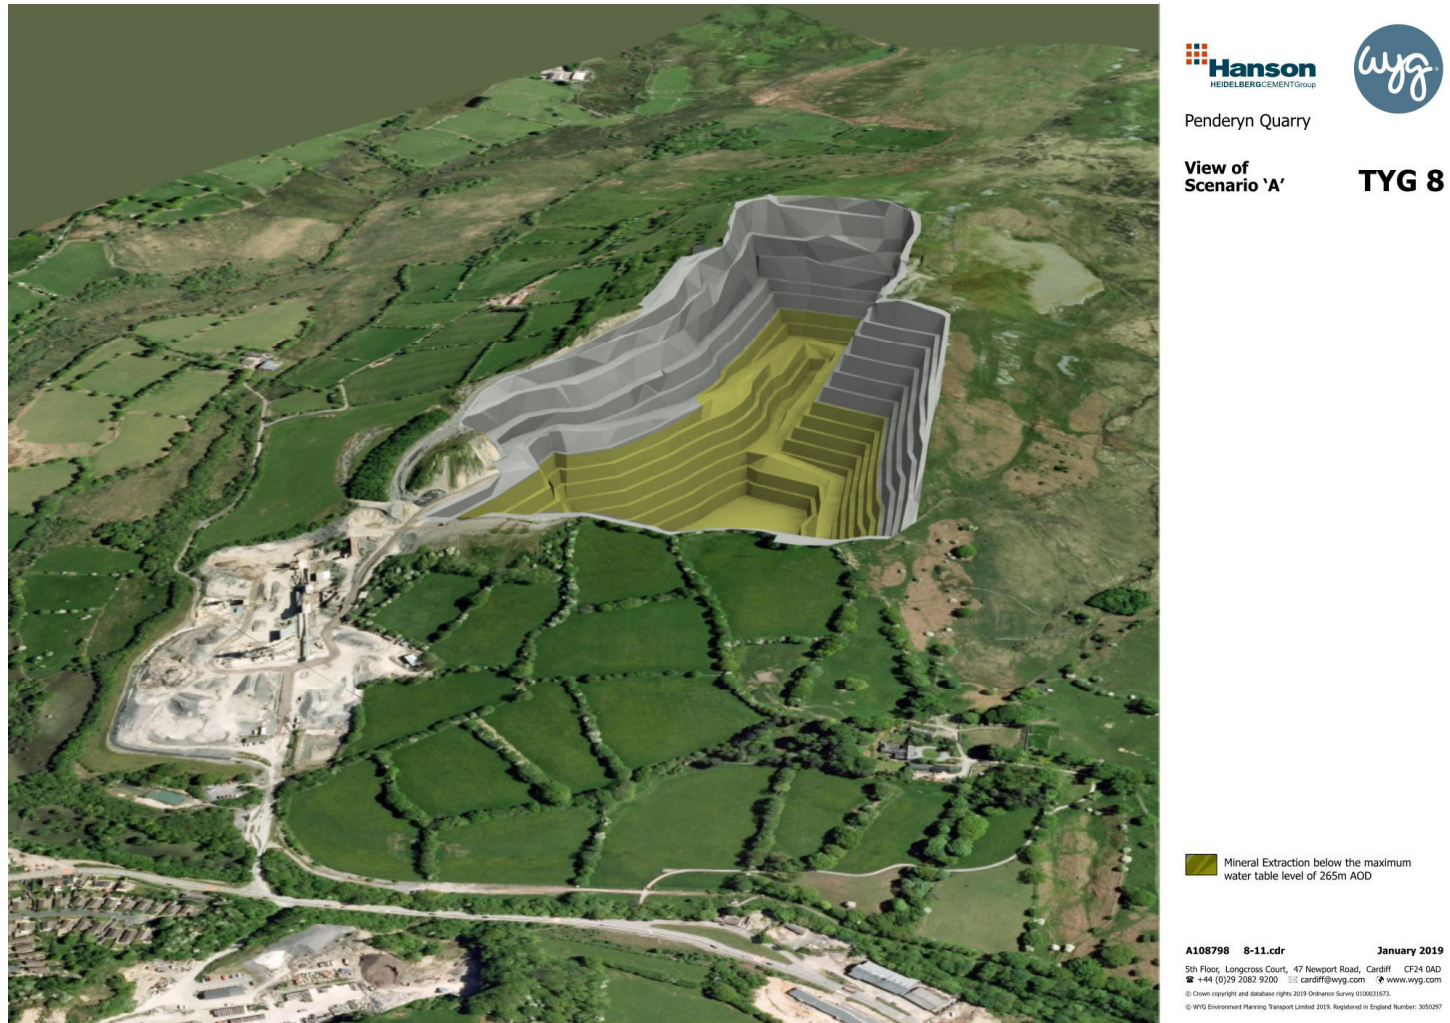 Hanson
HEIDELBERGCEMENTGroup
wyg
Penderyn Quarry
View of
Scenario ‘A’
TYG 8
Mineral Extraction below the maximum
water table level of 265m AOD
A108798 8-11.cdr January 2019
5th Floor, Longcross Court, 47 Newport Road, Cardiff CF24 0AD
☎ +44 (0)29 2082 9200 ✉ cardiff@wyg.com www.wyg.com
© Crown copyright and database rights 2019 Ordnance Survey 0100031673.
© WYG Environment Planning Transport Limited 2019. Registered in England Number: 3050297